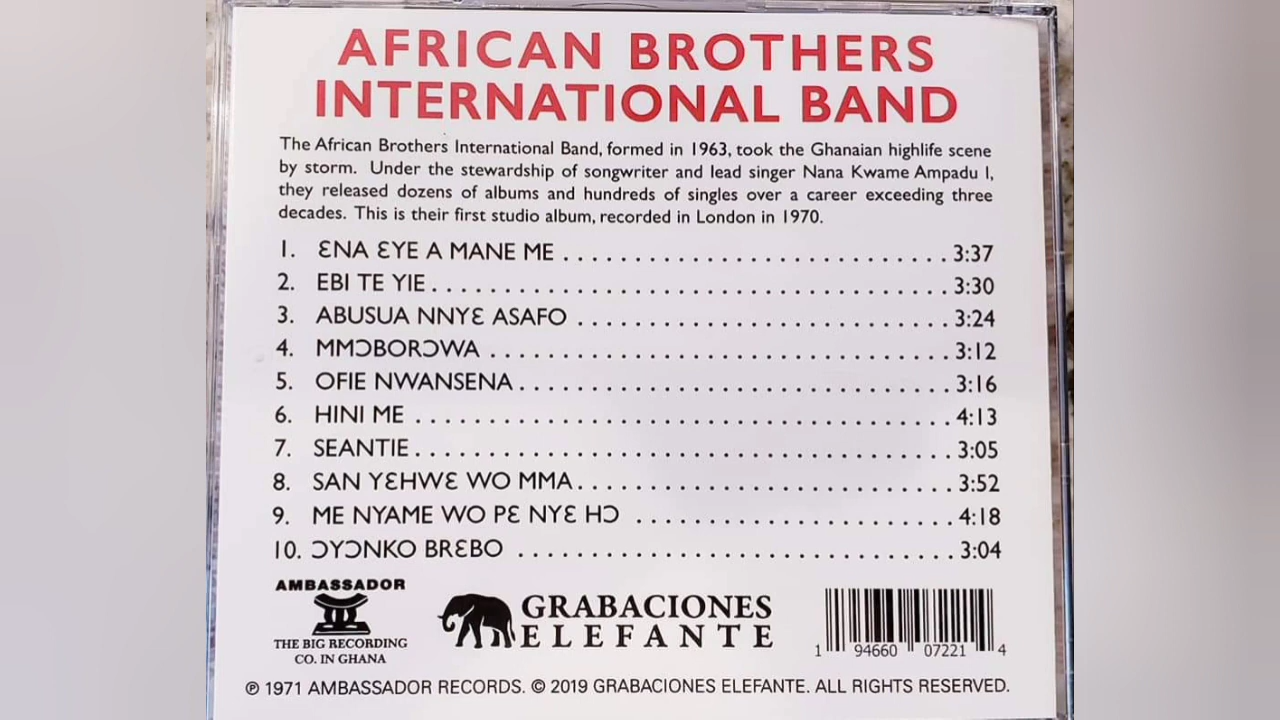 AFRICAN BROTHERS
INTERNATIONAL BAND
The African Brothers International Band, formed in 1963, took the Ghanaian highlife scene
by storm. Under the stewardship of songwriter and lead singer Nana Kwame Ampadu I,
they released dozens of albums and hundreds of singles over a career exceeding three
decades. This is their first studio album, recorded in London in 1970.
1. ƐNA ƐYE A MANE ME 3:37
2. EBI TE YIE 3:30
3. ABUSUA NNYƐ ASAFO 3:24
4. MMƆBORƆWA 3:12
5. OFIE NWANSENA 3:16
6. HINI ME 4:13
7. SEANTIE 3:05
8. SAN YƐHWƐ WO MMA 3:52
9. ME NYAME WO PƐ NYƐ HƆ 4:18
10. ƆYƆNKO BRƐBO 3:04
AMBASSADOR
THE BIG RECORDING
CO. IN GHANA
GRABACIONES
ELEFANTE
1 94660 07221 4
℗ 1971 AMBASSADOR RECORDS. © 2019 GRABACIONES ELEFANTE. ALL RIGHTS RESERVED.